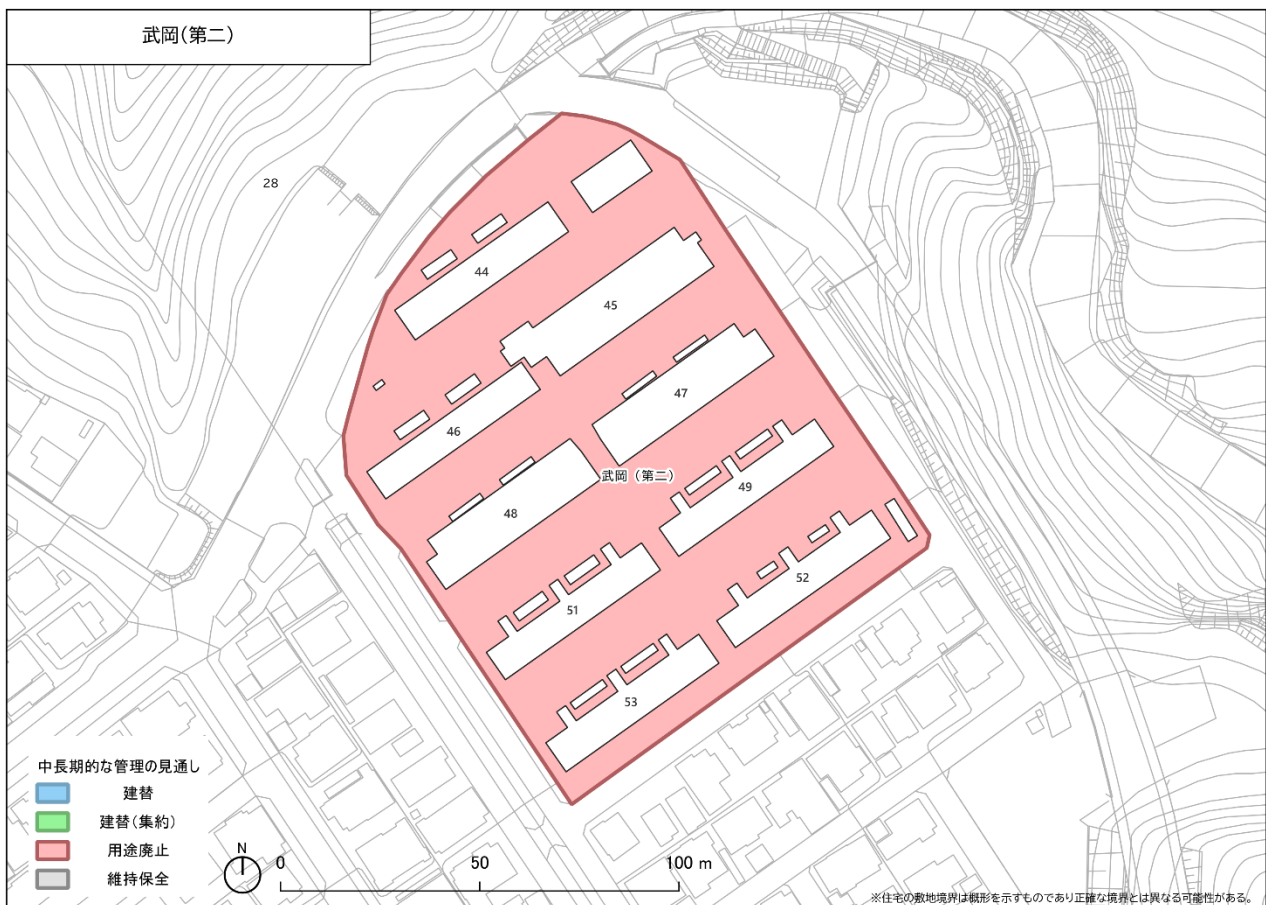 武岡(第二)
28
44
45
47
46
武岡（第二）
49
48
52
51
53
中長期的な管理の見通し
建替
建替(集約)
用途廃止
維持保全
N
0 50 100 m
※住宅の敷地境界は概形を示すものであり正確な境界とは異なる可能性がある。